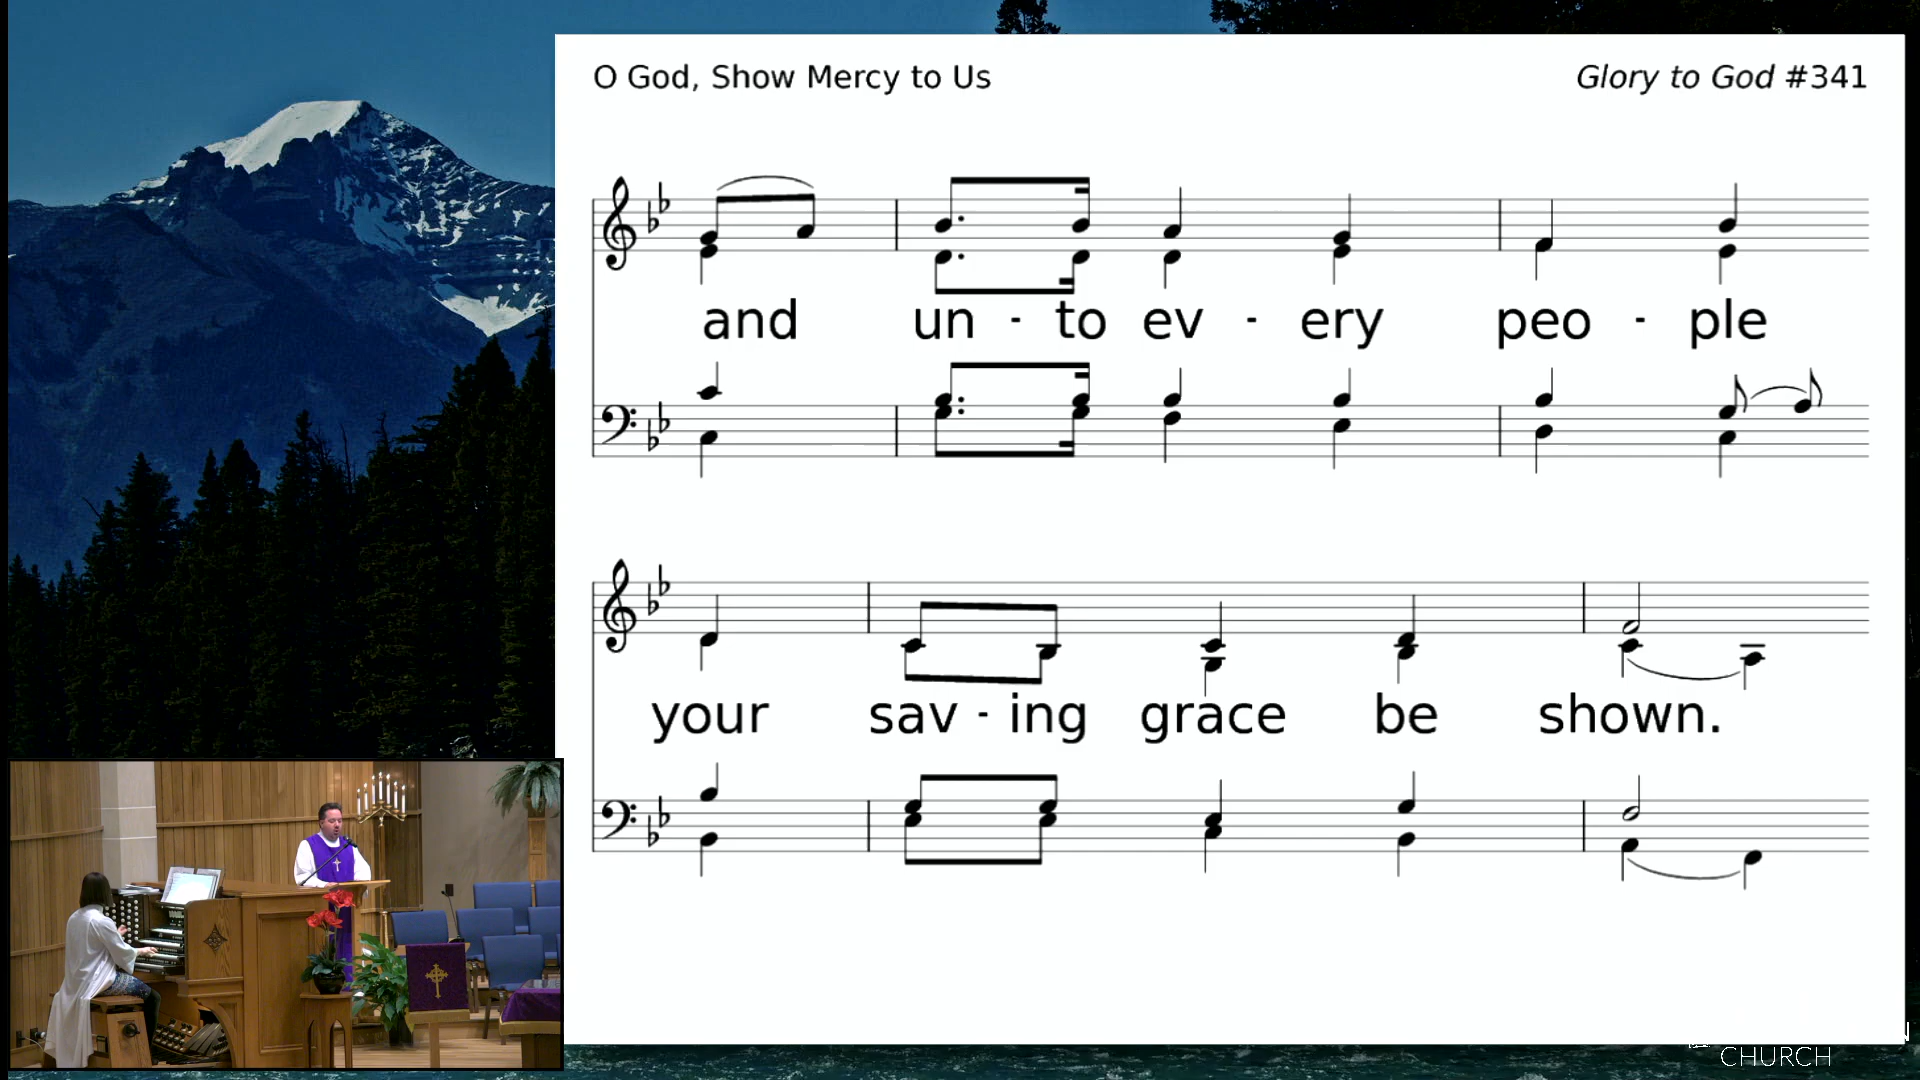 O God, Show Mercy to Us
Glory to God #341
and un - to ev - ery peo - ple
your sav - ing grace be shown.
CHURCH